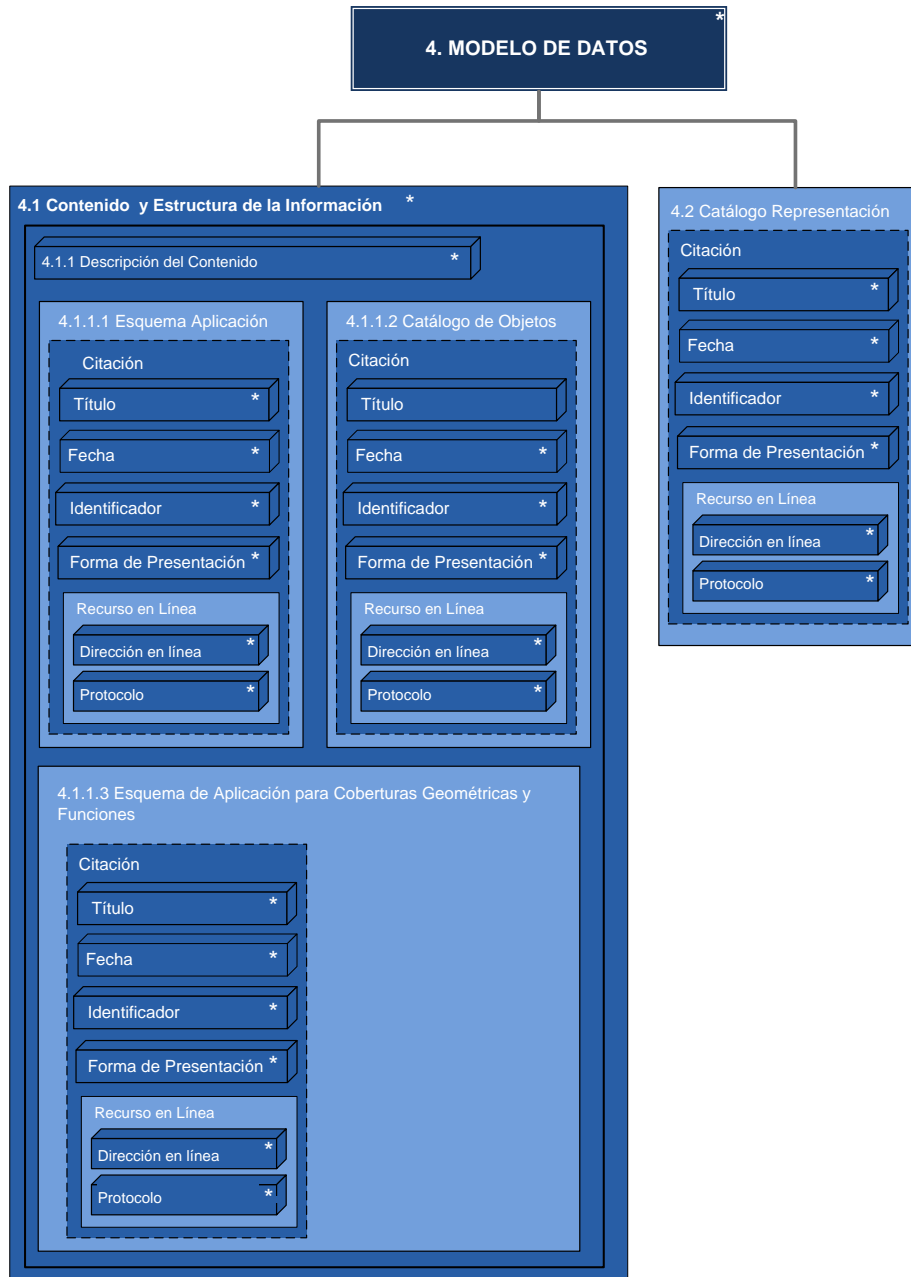 *
4. MODELO DE DATOS
4.1 Contenido y Estructura de la Información *
4.1.1 Descripción del Contenido *
4.1.1.1 Esquema Aplicación
Citación
Título *
Fecha *
Identificador *
Forma de Presentación *
Recurso en Línea
Dirección en línea *
Protocolo *
4.1.1.2 Catálogo de Objetos
Citación
Título
Fecha *
Identificador *
Forma de Presentación *
Recurso en Línea
Dirección en línea *
Protocolo *
4.1.1.3 Esquema de Aplicación para Coberturas Geométricas y
Funciones
Citación
Título *
Fecha *
Identificador *
Forma de Presentación *
Recurso en Línea
Dirección en línea *
Protocolo *
4.2 Catálogo Representación
Citación
Título *
Fecha *
Identificador *
Forma de Presentación *
Recurso en Línea
Dirección en línea *
Protocolo *